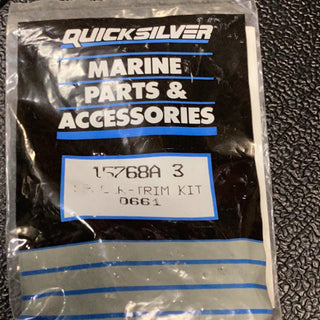 QUICKSILVER
MARINE
PARTS &
ACCESSORIES
15768A 3
-TRIM KIT
0661